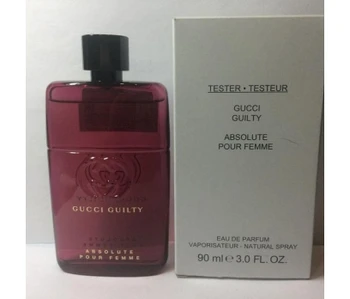 GUCCI GUILTY
ABSOLUTE
POUR FEMME
TESTER • TESTEUR
GUCCI
GUILTY
ABSOLUTE
POUR FEMME
EAU DE PARFUM
VAPORISATEUR - NATURAL SPRAY
90 ml ℮ 3.0 FL. OZ.